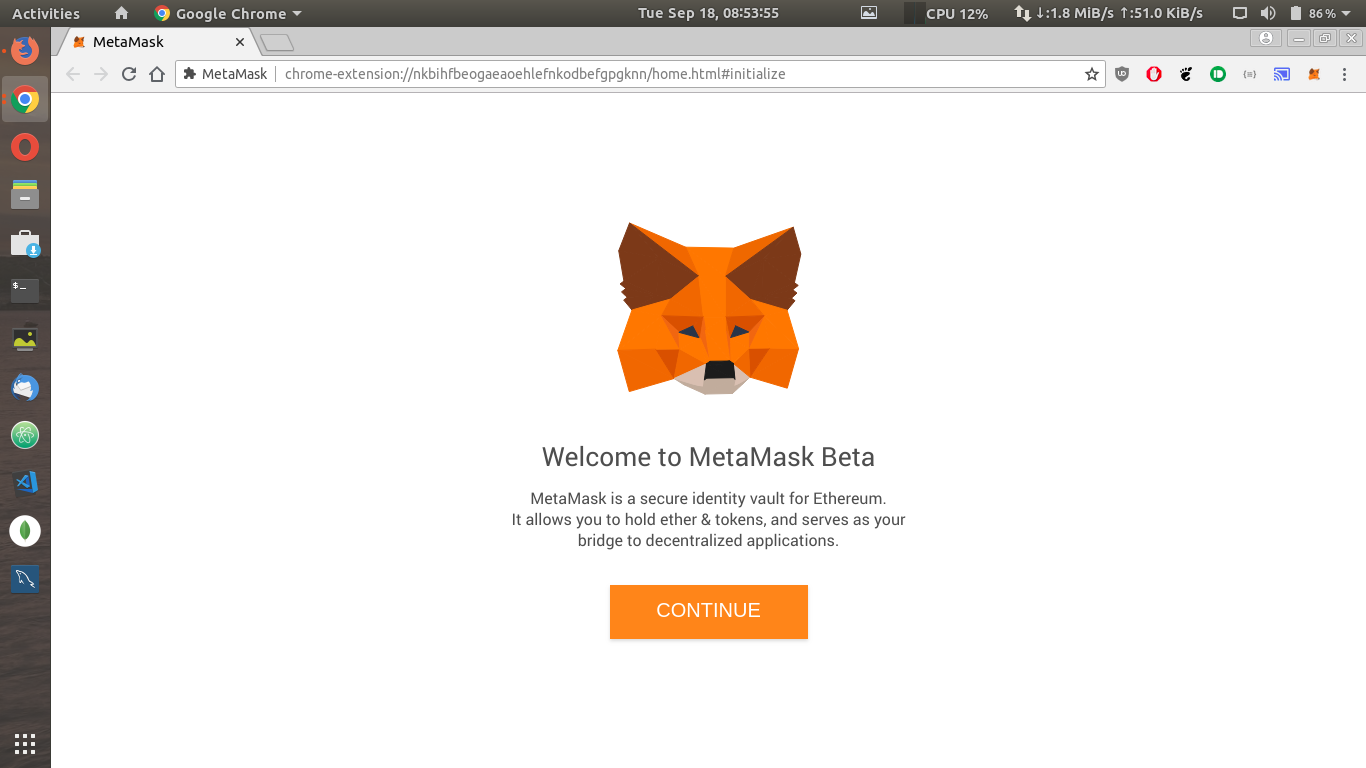 Activities
Google Chrome
Tue Sep 18, 08:53:55
CPU 12%
↓:1.8 MiB/s ↑:51.0 KiB/s
86 %
MetaMask
MetaMask
chrome-extension://nkbihfbeogaeaoehlefnkodbefgpgknn/home.html#initialize
Welcome to MetaMask Beta
MetaMask is a secure identity vault for Ethereum.
It allows you to hold ether & tokens, and serves as your
bridge to decentralized applications.
CONTINUE